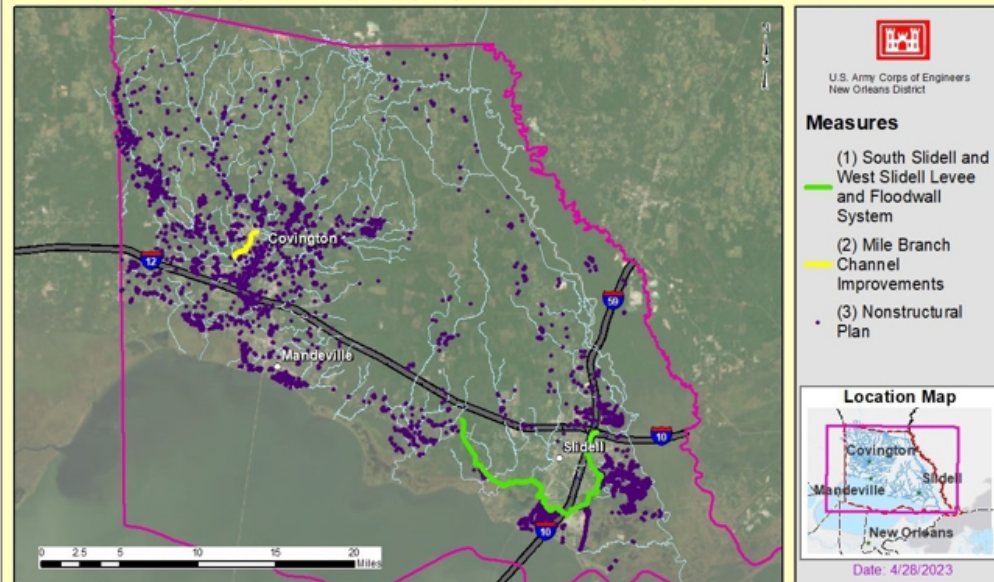 N
Covington
12
59
Mandeville
10
Slidell
10
0 2.5 5 10 15 20
Miles
U.S. Army Corps of Engineers
New Orleans District
Measures
(1) South Slidell and
West Slidell Levee
and Floodwall
System
(2) Mile Branch
Channel
Improvements
(3) Nonstructural
Plan
Location Map
Covington
Slidell
Mandeville
New Orleans
Date: 4/28/2023